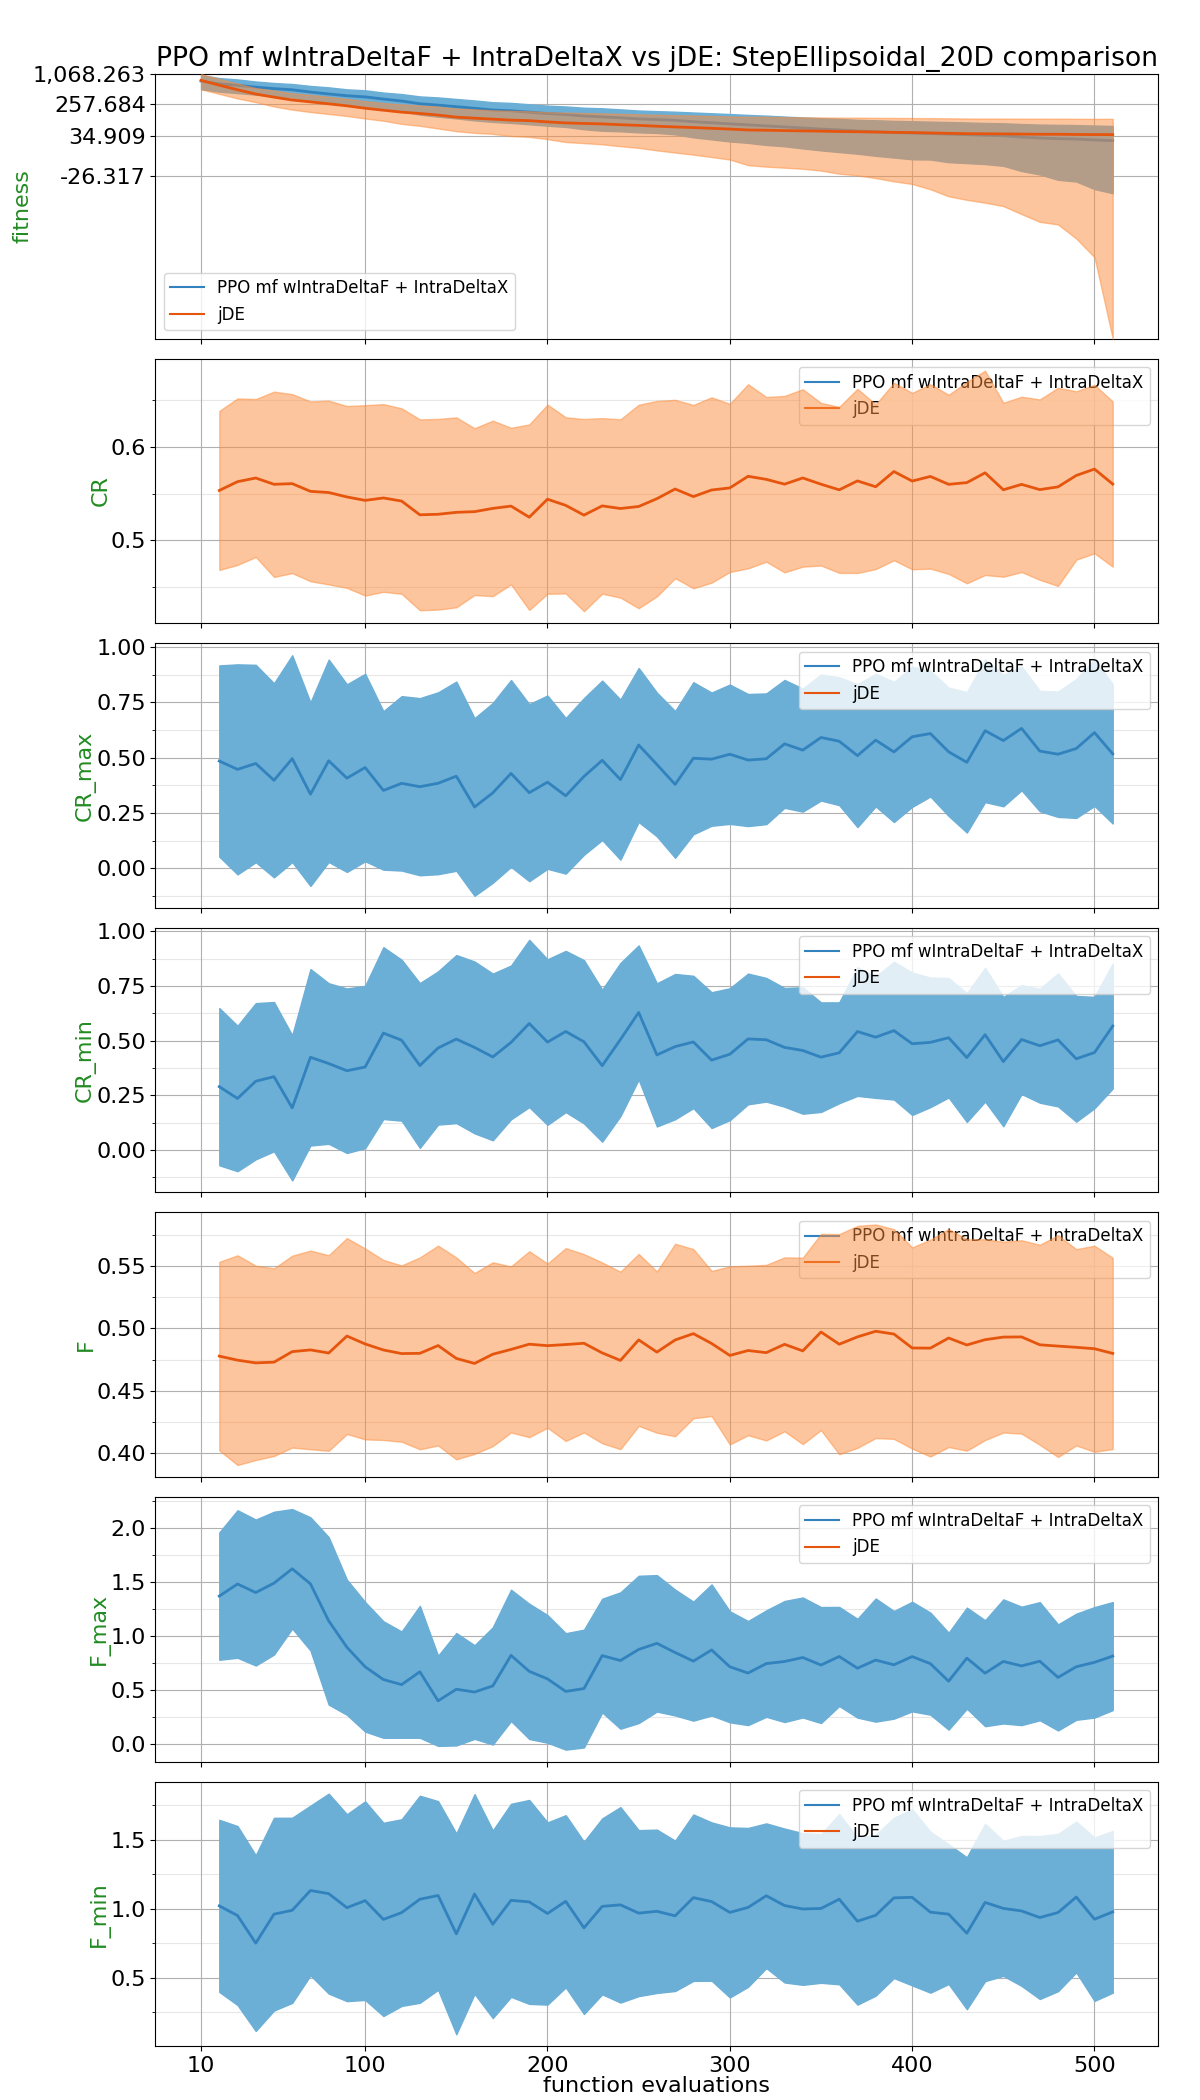 PPO mf wIntraDeltaF + IntraDeltaX vs jDE: StepEllipsoidal_20D comparison
1,068.263
257.684
34.909
-26.317
fitness
PPO mf wIntraDeltaF + IntraDeltaX
jDE
PPO mf wIntraDeltaF + IntraDeltaX
jDE
0.6
0.5
CR
PPO mf wIntraDeltaF + IntraDeltaX
jDE
1.00
0.75
0.50
0.25
0.00
CR_max
PPO mf wIntraDeltaF + IntraDeltaX
jDE
1.00
0.75
0.50
0.25
0.00
CR_min
PPO mf wIntraDeltaF + IntraDeltaX
jDE
0.55
0.50
0.45
0.40
F
PPO mf wIntraDeltaF + IntraDeltaX
jDE
2.0
1.5
1.0
0.5
0.0
F_max
PPO mf wIntraDeltaF + IntraDeltaX
jDE
1.5
1.0
0.5
F_min
10 100 200 300 400 500
function evaluations